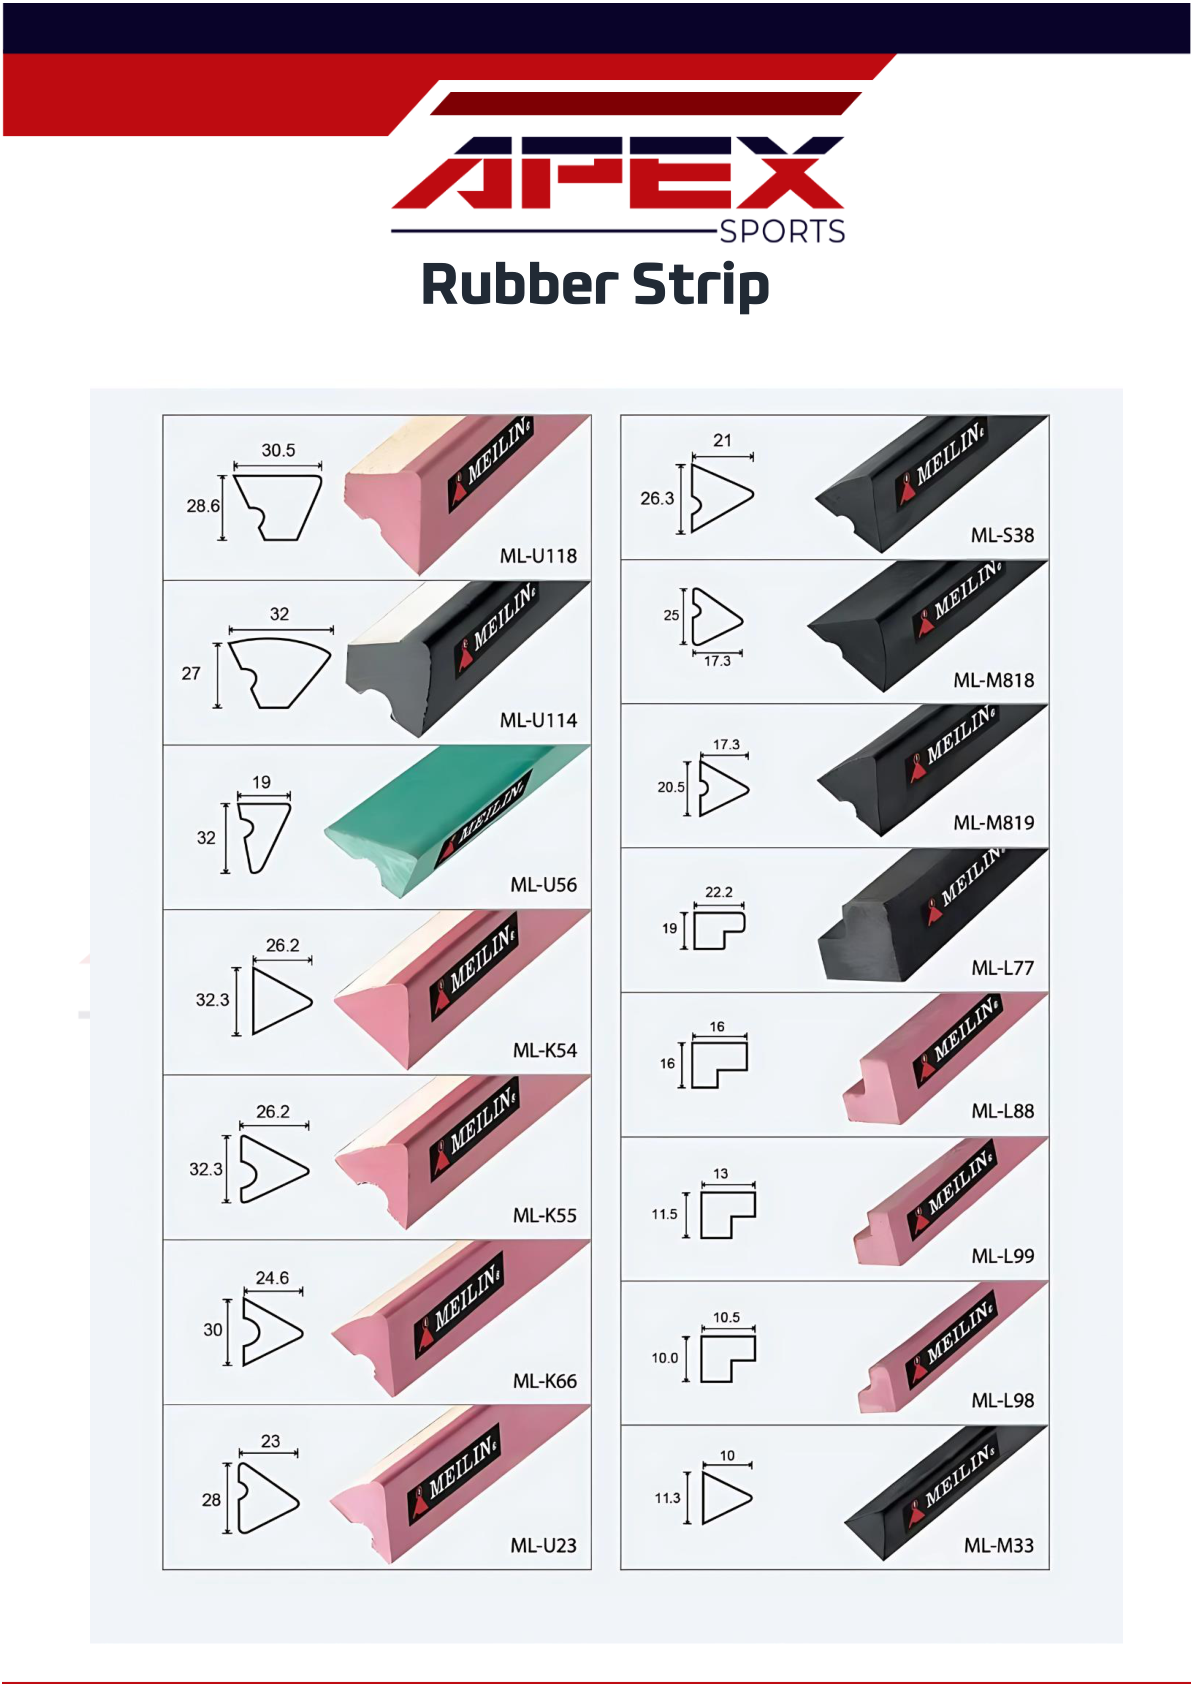 APEX
SPORTS
Rubber Strip
30.5
28.6
MEILIN
ML-U118
32
27
MEILIN
ML-U114
19
32
MEILIN
ML-U56
26.2
32.3
MEILIN
ML-K54
26.2
32.3
MEILIN
ML-K55
24.6
30
MEILIN
ML-K66
23
28
MEILIN
ML-U23
21
26.3
MEILIN
ML-S38
25
17.3
MEILIN
ML-M818
17.3
20.5
MEILIN
ML-M819
22.2
19
MEILIN
ML-L77
16
16
MEILIN
ML-L88
13
11.5
MEILIN
ML-L99
10.5
10.0
MEILIN
ML-L98
10
11.3
MEILIN
ML-M33